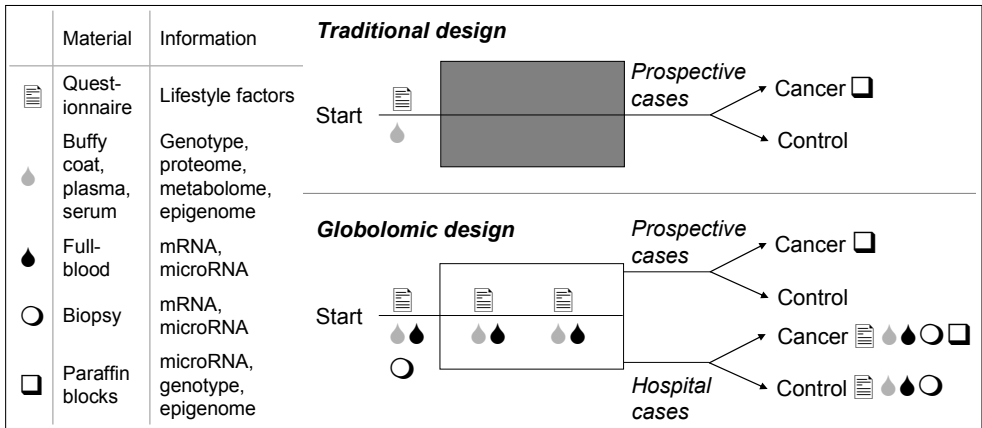 Material Information
Quest-
ionnaire
Lifestyle factors
Buffy
coat,
plasma,
serum
Genotype,
proteome,
metabolome,
epigenome
Full-
blood
mRNA,
microRNA
Biopsy
mRNA,
microRNA
Paraffin
blocks
microRNA,
genotype,
epigenome
Traditional design
Start
Prospective
cases
Cancer
Control
Globolomic design
Start
Prospective
cases
Cancer
Control
Hospital
cases
Cancer
Control